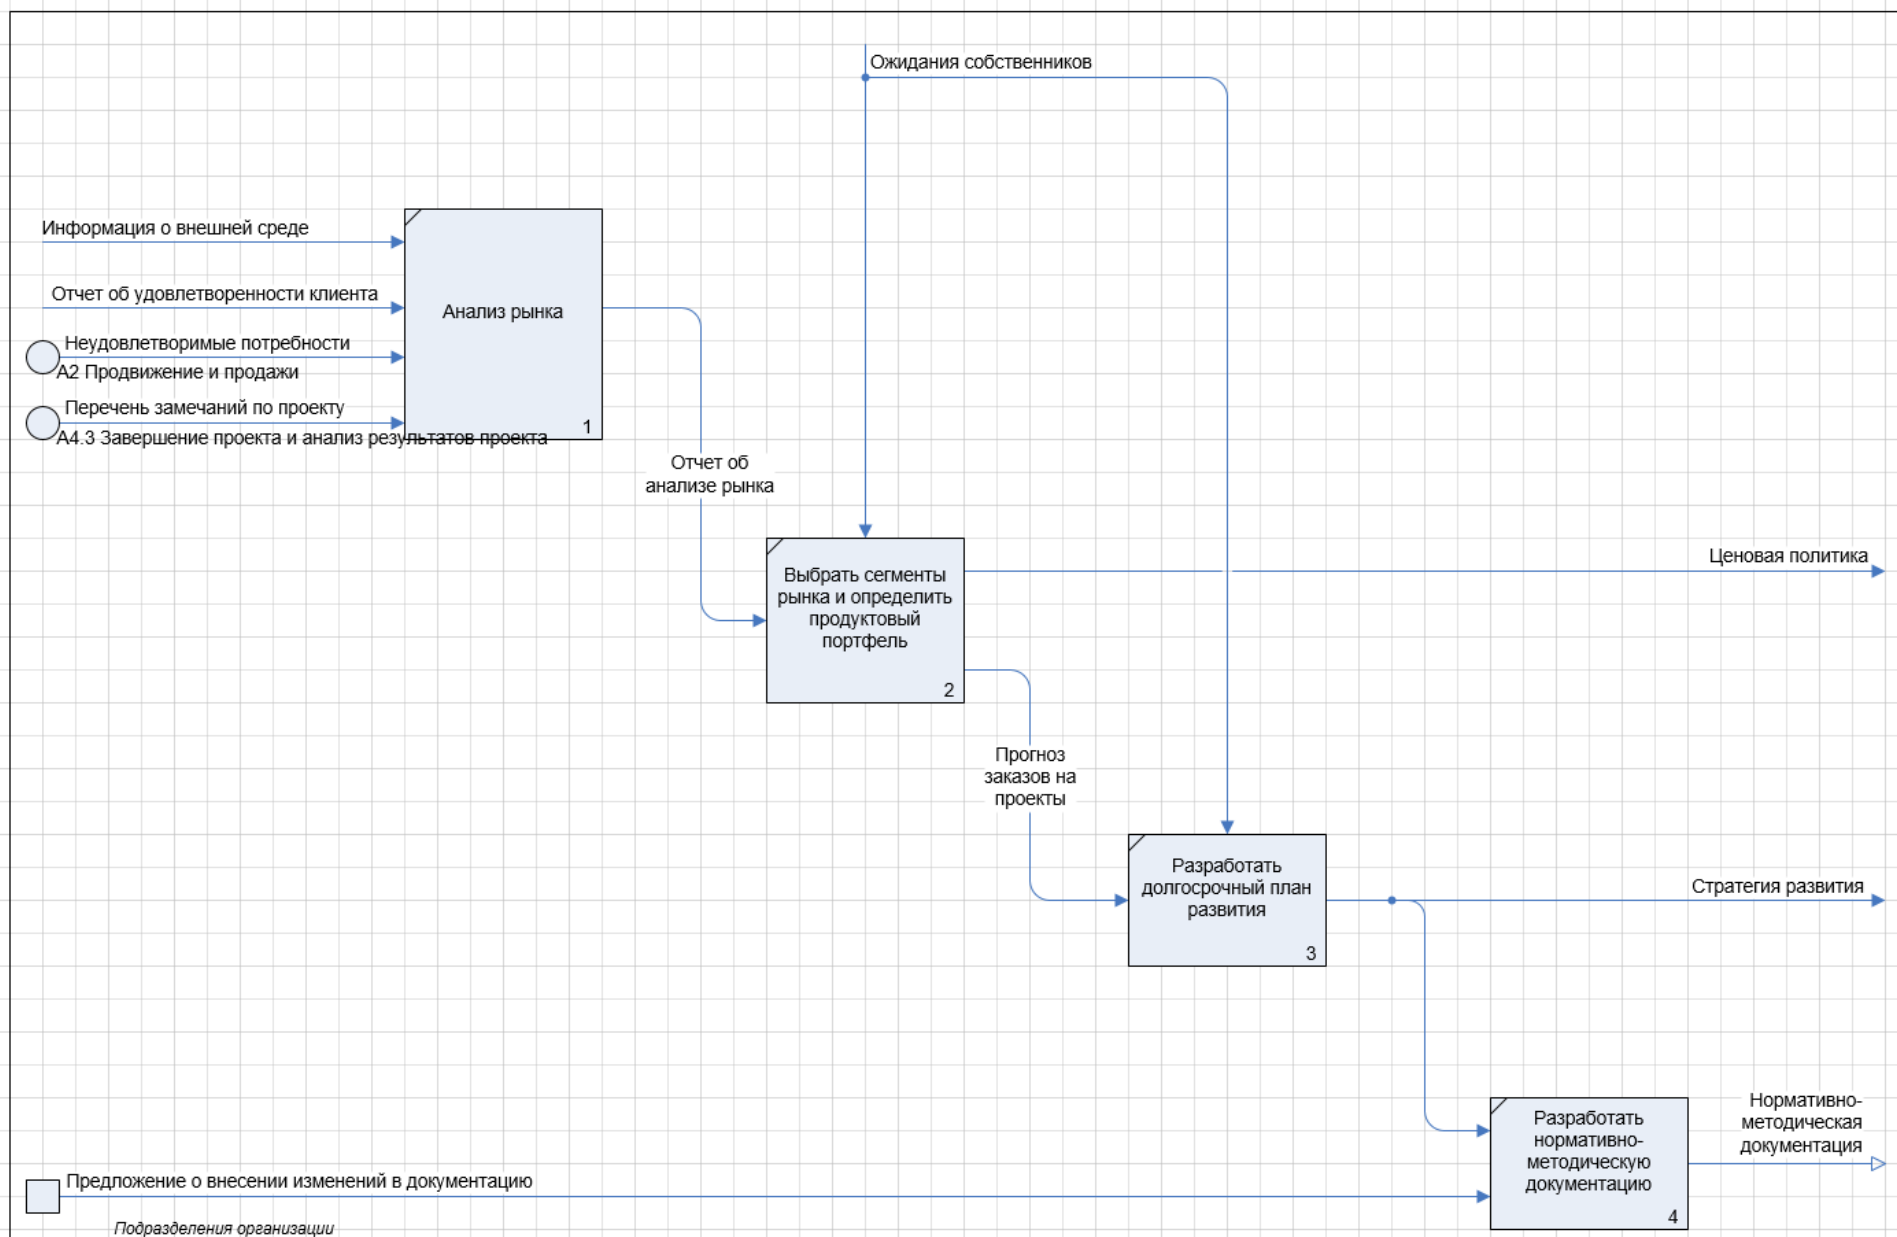 Ожидания собственников
Информация о внешней среде
Отчет об удовлетворенности клиента
Неудовлетворимые потребности
А2 Продвижение и продажи
Перечень замечаний по проекту
А4.3 Завершение проекта и анализ результатов проекта
Анализ рынка
1
Отчет об
анализе рынка
Выбрать сегменты
рынка и определить
продуктовый
портфель
2
Ценовая политика
Прогноз
заказов на
проекты
Разработать
долгосрочный план
развития
3
Стратегия развития
Разработать
нормативно-
методическую
документацию
4
Нормативно-
методическая
документация
Предложение о внесении изменений в документацию
Подразделения организации